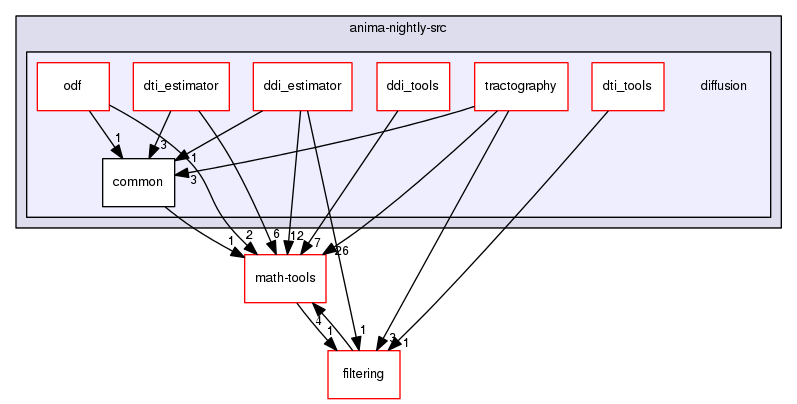 anima-nightly-src
odf
dti_estimator
ddi_estimator
ddi_tools
tractography
dti_tools
diffusion
1
3
1
3
common
1
2
6
12
7
26
math-tools
4
1
1
3
1
filtering